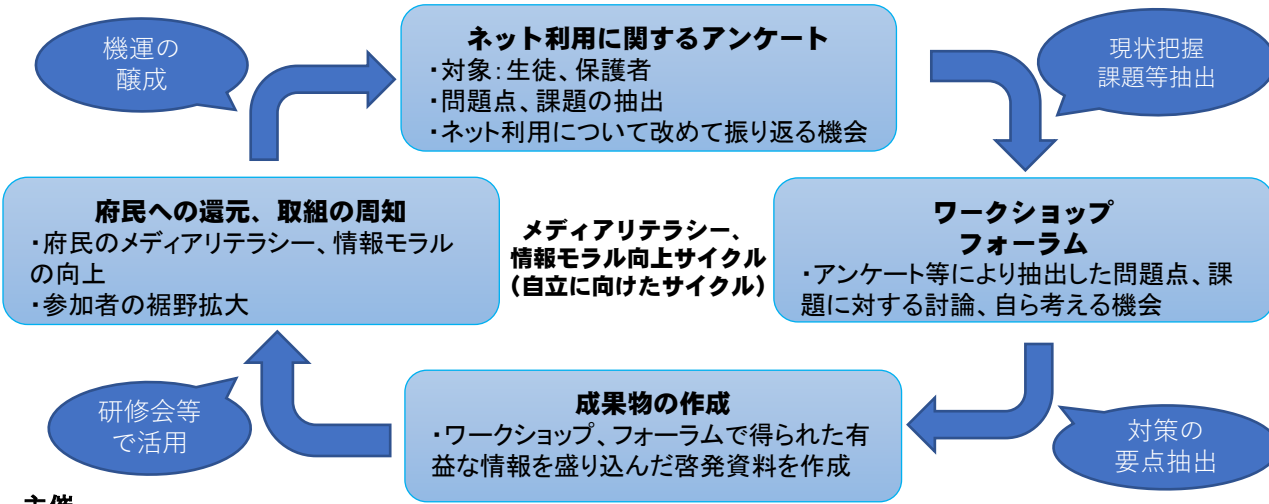 機運の
醸成
ネット利用に関するアンケート
・対象：生徒、保護者
・問題点、課題の抽出
・ネット利用について改めて振り返る機会
現状把握
課題等抽出
府民への還元、取組の周知
・府民のメディアリテラシー、情報モラル
の向上
・参加者の裾野拡大
メディアリテラシー、
情報モラル向上サイクル
（自立に向けたサイクル）
ワークショップ
フォーラム
・アンケート等により抽出した問題点、課
題に対する討論、自ら考える機会
研修会等
で活用
成果物の作成
・ワークショップ、フォーラムで得られた有
益な情報を盛り込んだ啓発資料を作成
対策の
要点抽出
主催